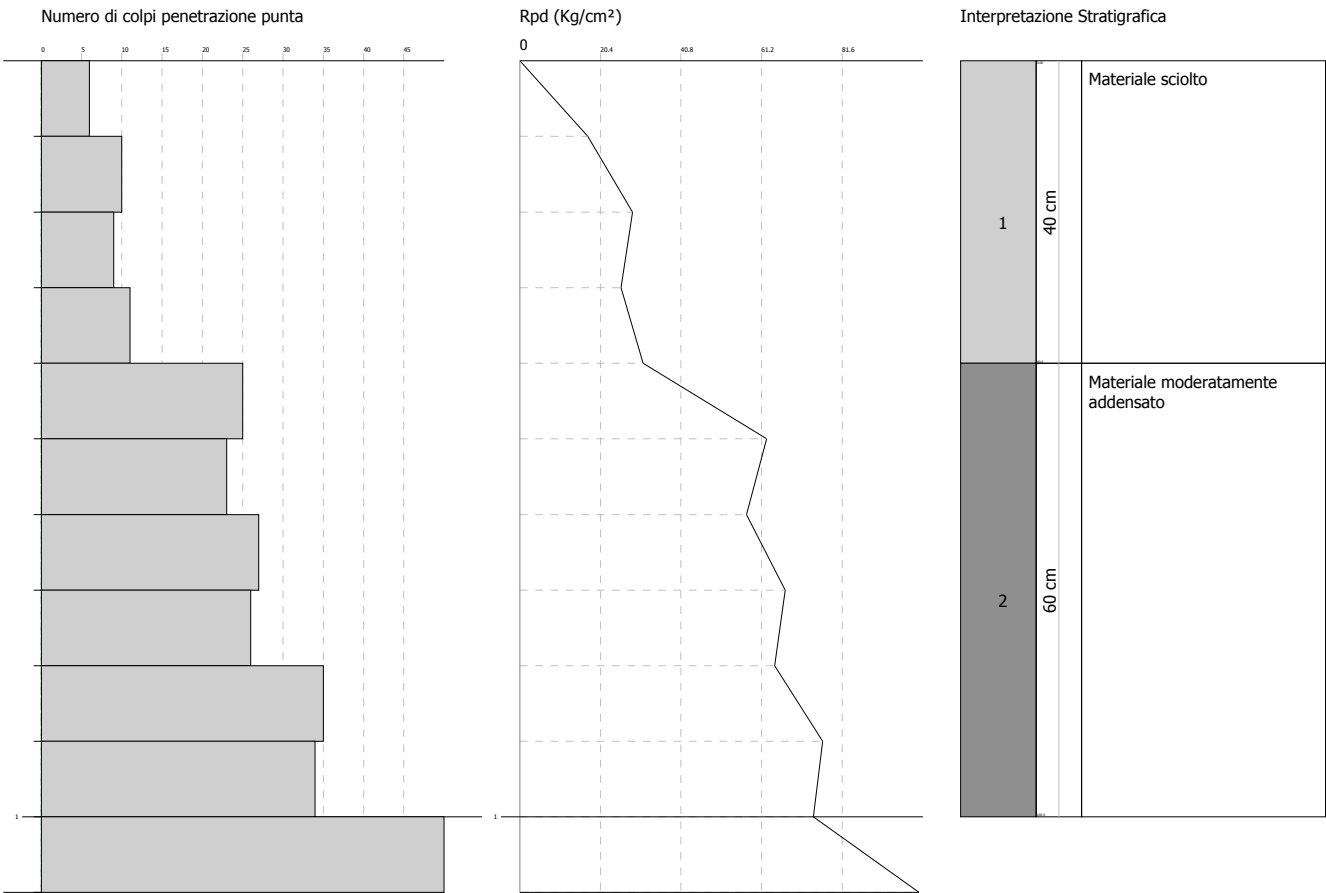 Numero di colpi penetrazione punta
Rpd (Kg/cm²)
Interpretazione Stratigrafica
0 5 10 15 20 25 30 35 40 45
0 20.4 40.8 61.2 81.6
Materiale sciolto
1
40 cm
Materiale moderatamente
addensato
2
60 cm
1
1